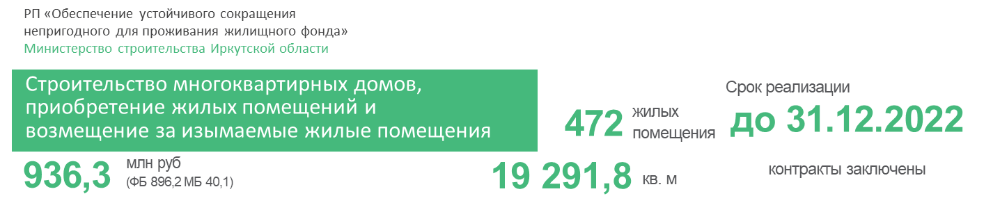 РП «Обеспечение устойчивого сокращения
непригодного для проживания жилищного фонда»
Министерство строительства Иркутской области
Строительство многоквартирных домов,
приобретение жилых помещений и
возмещение за изымаемые жилые помещения
472 жилых
помещения
Срок реализации
до 31.12.2022
936,3 млн руб
(ФБ 896,2 МБ 40,1)
19 291,8 кв. м
контракты заключены